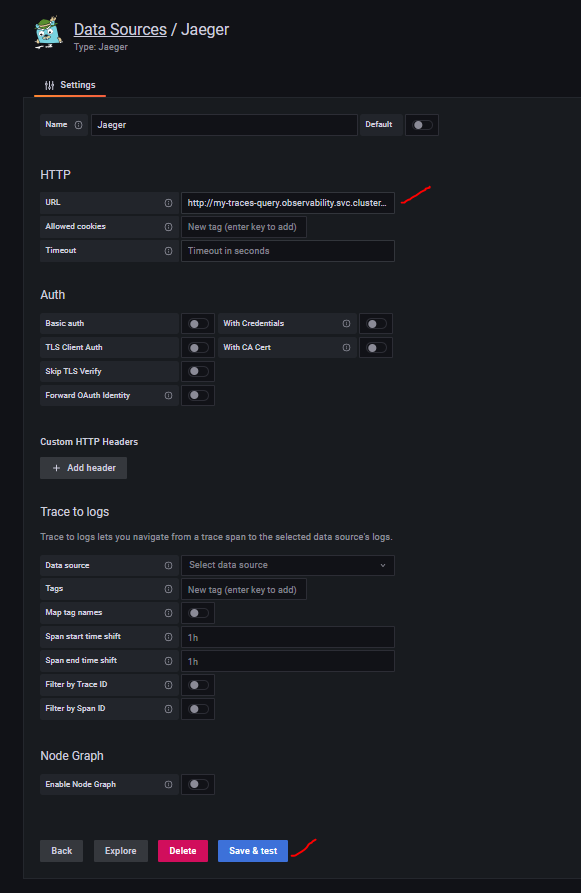 Data Sources / Jaeger
Type: Jaeger
Settings
Name Jaeger Default
HTTP
URL http://my-traces-query.observability.svc.cluster...
Allowed cookies New tag (enter key to add)
Timeout Timeout in seconds
Auth
Basic auth With Credentials
TLS Client Auth With CA Cert
Skip TLS Verify
Forward OAuth Identity
Custom HTTP Headers
+ Add header
Trace to logs
Trace to logs lets you navigate from a trace span to the selected data source's logs.
Data source Select data source
Tags New tag (enter key to add)
Map tag names
Span start time shift 1h
Span end time shift 1h
Filter by Trace ID
Filter by Span ID
Node Graph
Enable Node Graph
Back Explore Delete Save & test